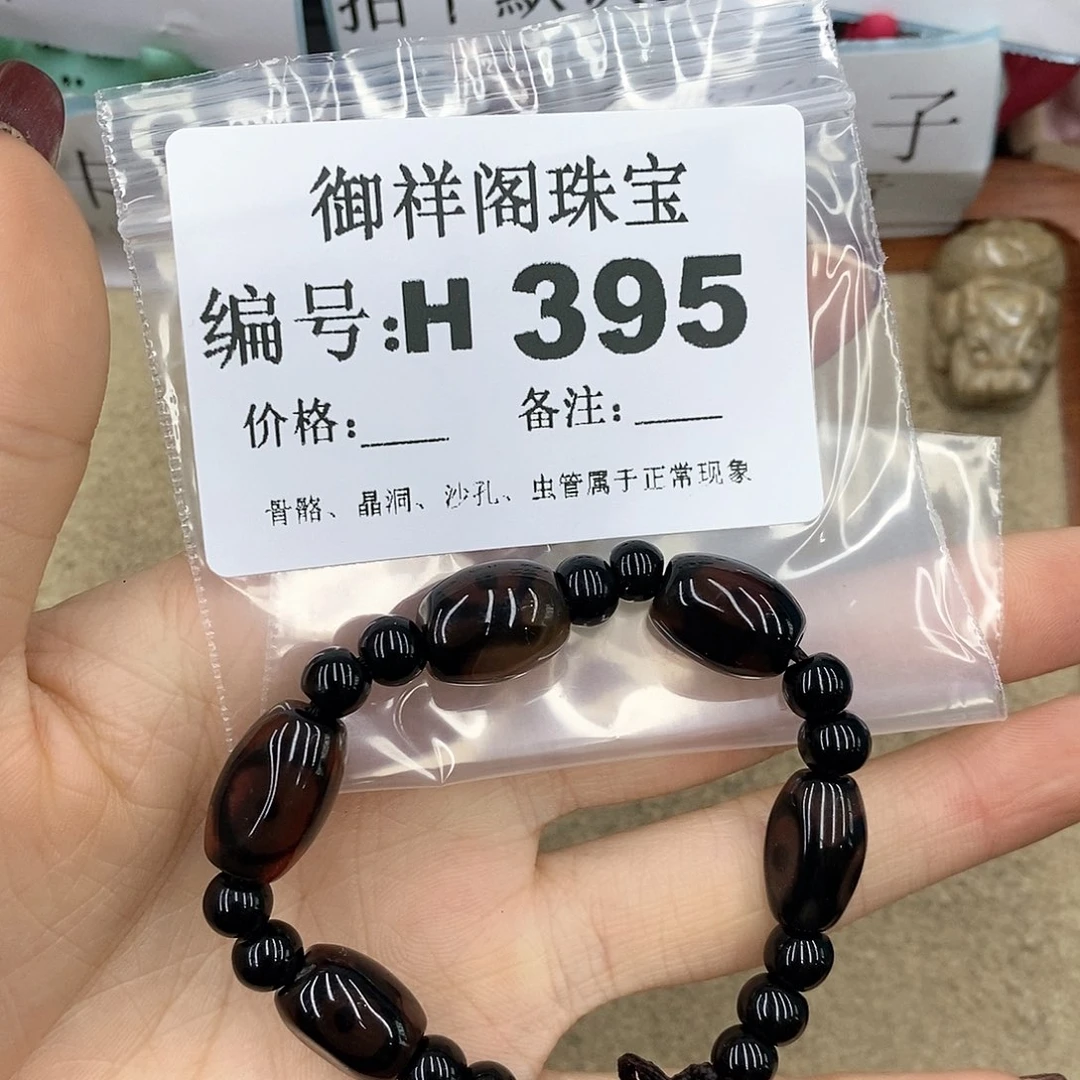 子
御祥阁珠宝
编号:H 395
价格:____ 备注:____
骨骼、晶洞、沙孔、虫管属于正常现象